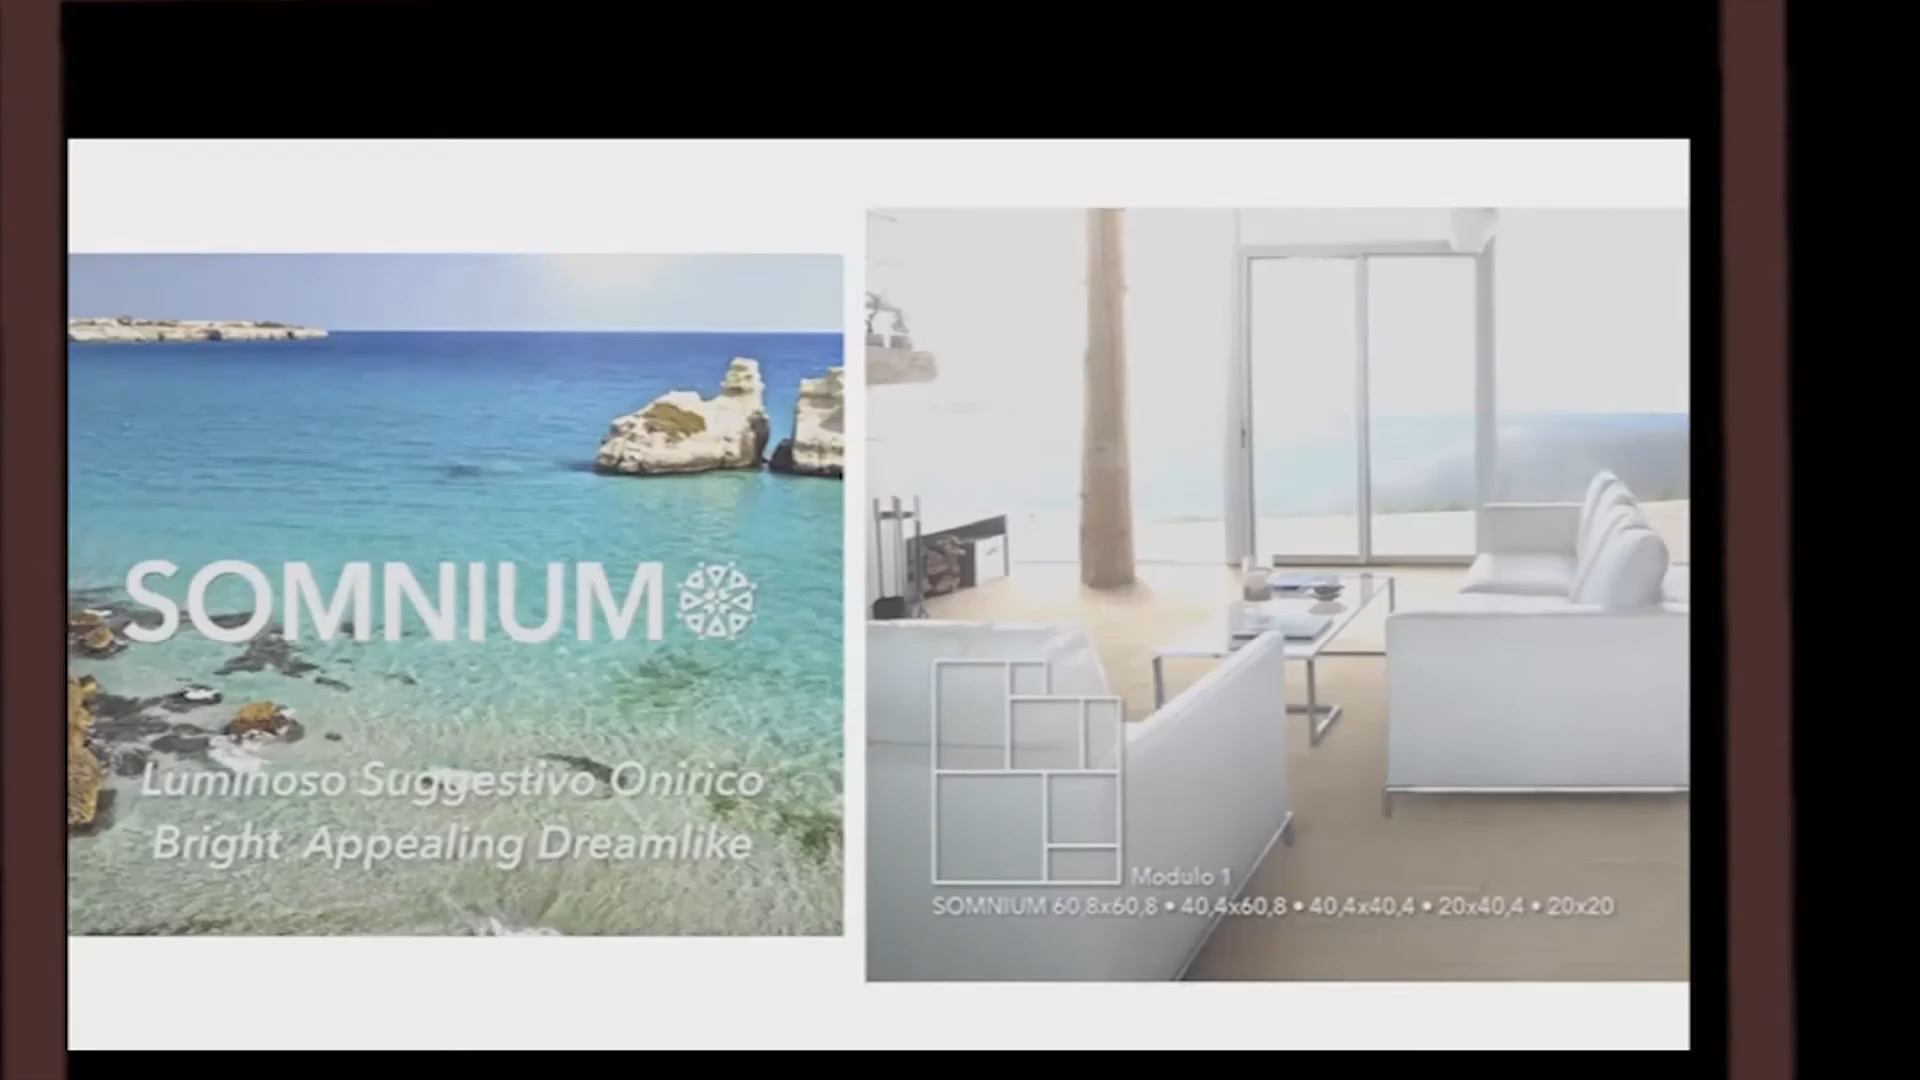 SOMNIUM
Luminoso Suggestivo Onirico
Bright Appealing Dreamlike
Modulo 1
SOMNIUM 60,8x60,8 • 40,4x60,8 • 40,4x40,4 • 20x40,4 • 20x20